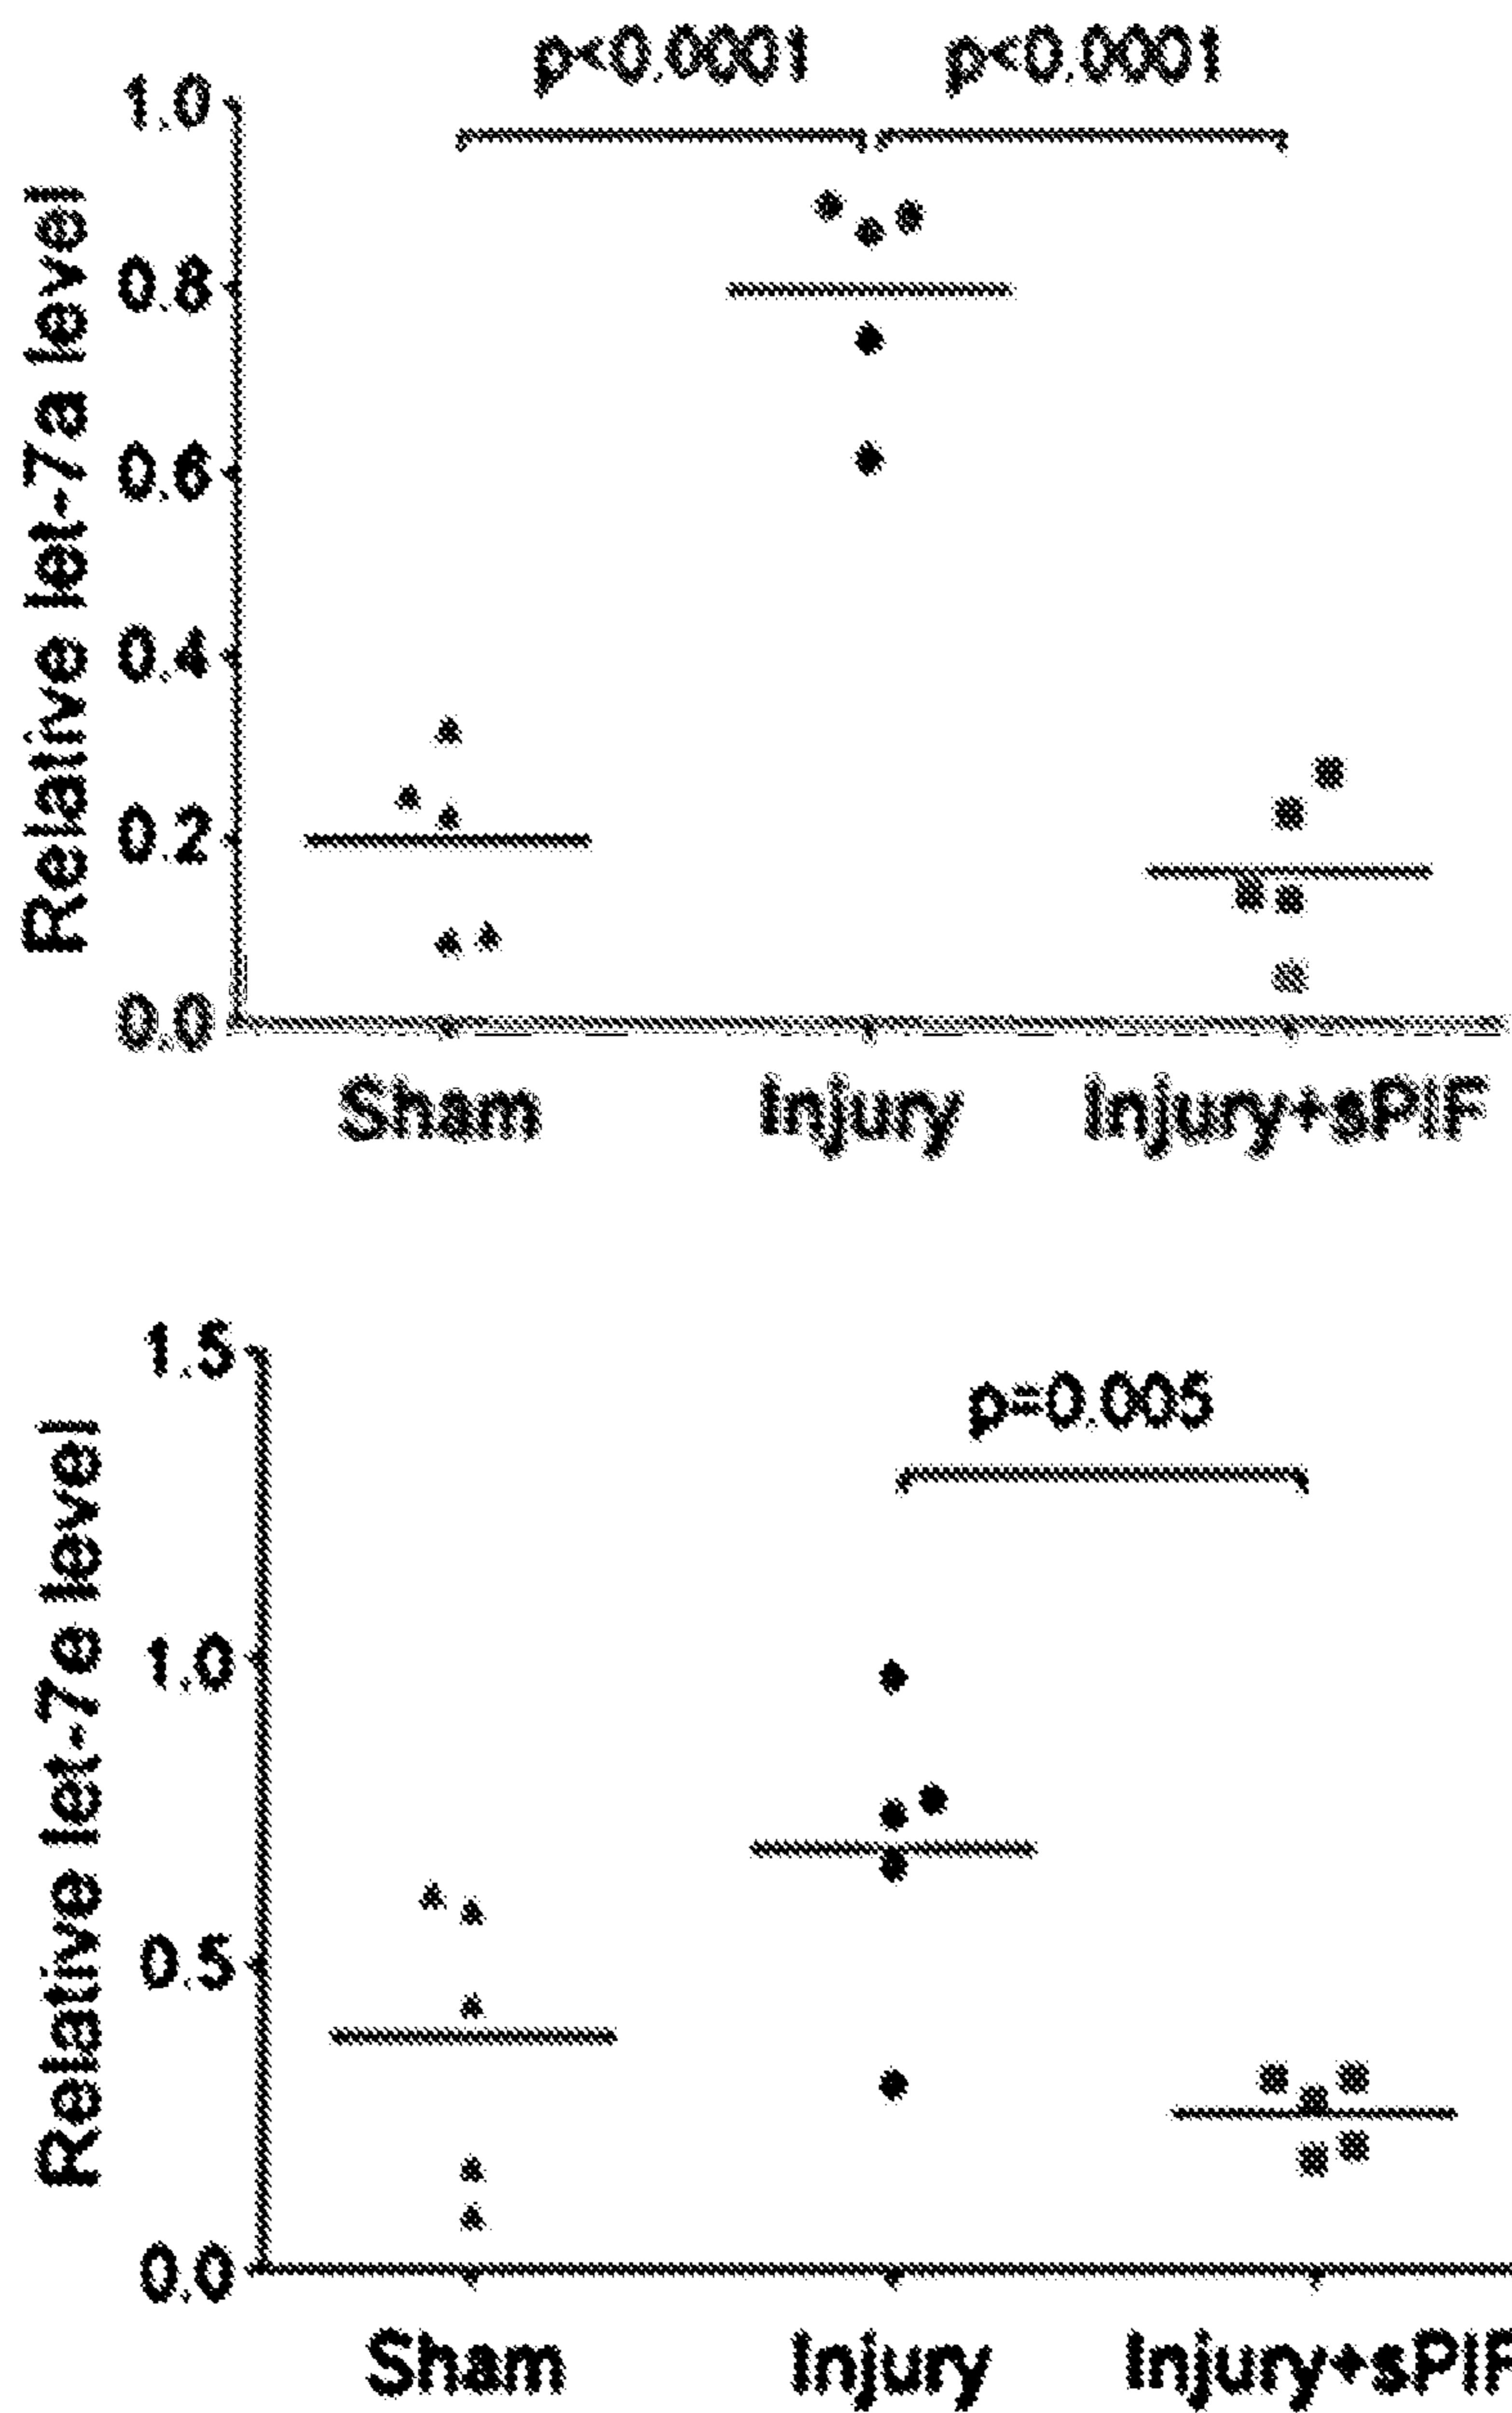 p<0.0001 p<0.0001
1.0
0.8
0.6
0.4
0.2
0.0
Relative let-7a level
Sham Injury Injury+sPIF
p=0.005
1.5
1.0
0.5
0.0
Relative let-7e level
Sham Injury Injury+sPIF